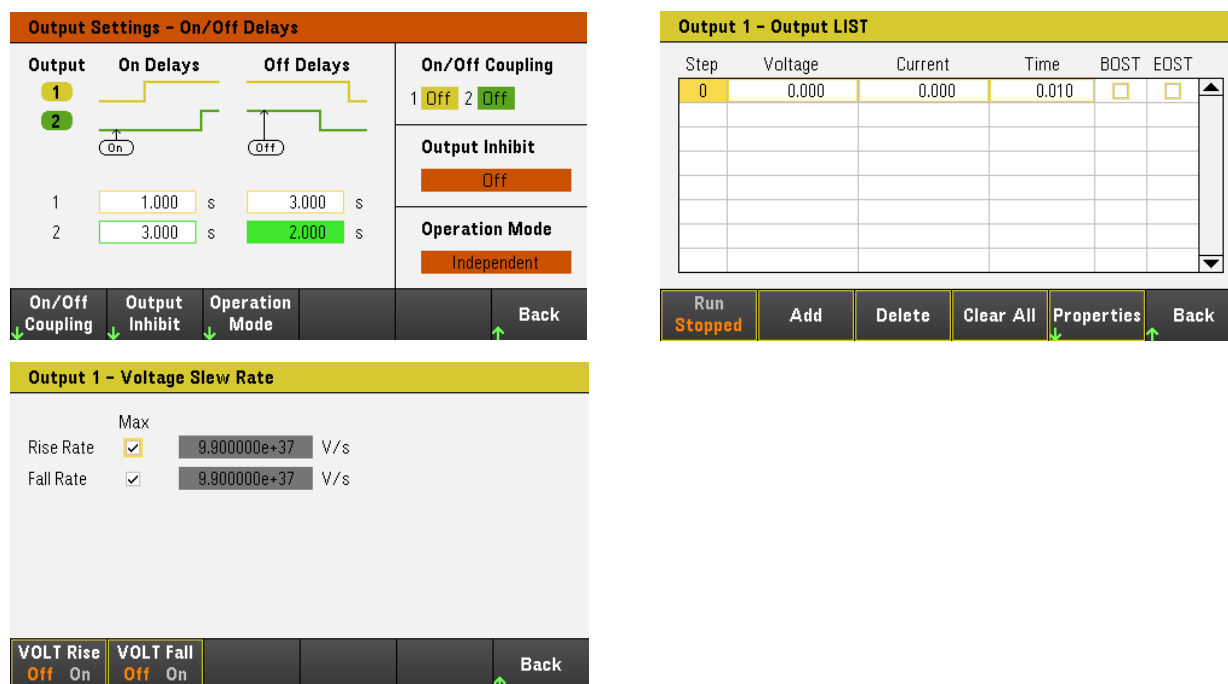 Output Settings - On/Off Delays
Output On Delays Off Delays On/Off Coupling
1
1 Off 2 Off
2
On Off
Output Inhibit
Off
1 1.000 s 3.000 s
2 3.000 s 2.000 s
Operation Mode
Independent
On/Off Coupling
Output Inhibit
Operation Mode
Back
Output 1 - Output LIST
Step Voltage Current Time BOST EOST
0 0.000 0.000 0.010
Run Stopped
Add
Delete
Clear All
Properties
Back
Output 1 - Voltage Slew Rate
Max
Rise Rate 9.900000e+37 V/s
Fall Rate 9.900000e+37 V/s
VOLT Rise Off On
VOLT Fall Off On
Back